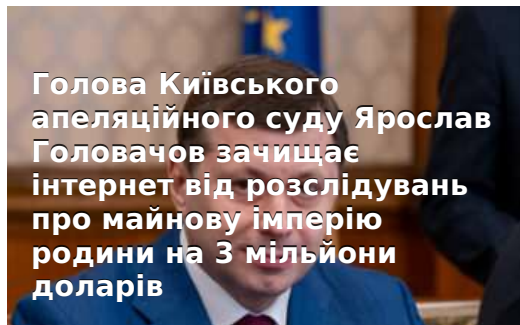 Голова Київського
апеляційного суду Ярослав
Головачов зачищає
інтернет від розслідувань
про майнову імперію
родини на 3 мільйони
доларів